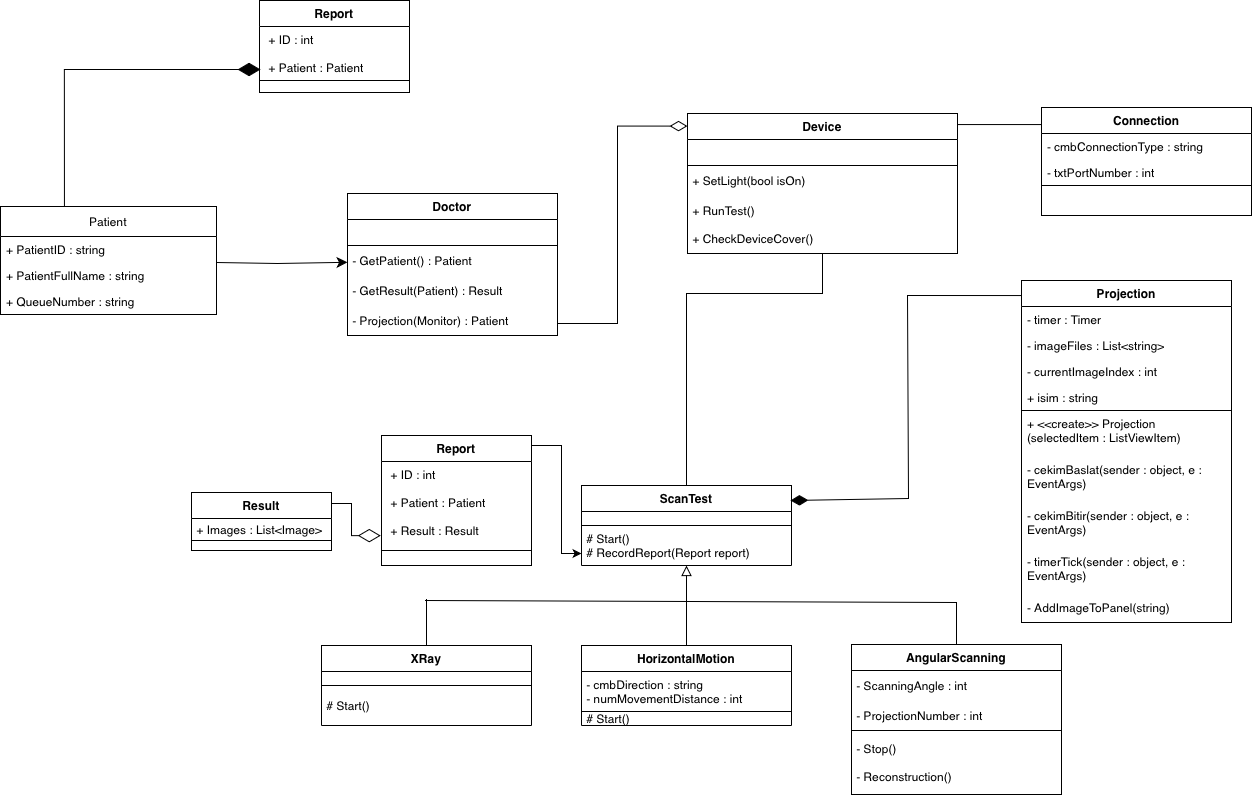 Report
+ ID : int
+ Patient : Patient
Device
+ SetLight(bool isOn)
+ RunTest()
+ CheckDeviceCover()
Connection
- cmbConnectionType : string
- txtPortNumber : int
Patient
+ PatientID : string
+ PatientFullName : string
+ QueueNumber : string
Doctor
- GetPatient() : Patient
- GetResult(Patient) : Result
- Projection(Monitor) : Patient
Projection
- timer : Timer
- imageFiles : List<string>
- currentImageIndex : int
+ isim : string
+ <<create>> Projection
(selectedItem : ListViewItem)
- cekimBaslat(sender : object, e :
EventArgs)
- cekimBitir(sender : object, e :
EventArgs)
- timerTick(sender : object, e :
EventArgs)
- AddImageToPanel(string)
Result
+ Images : List<Image>
Report
+ ID : int
+ Patient : Patient
+ Result : Result
ScanTest
# Start()
# RecordReport(Report report)
XRay
# Start()
HorizontalMotion
- cmbDirection : string
- numMovementDistance : int
# Start()
AngularScanning
- ScanningAngle : int
- ProjectionNumber : int
- Stop()
- Reconstruction()